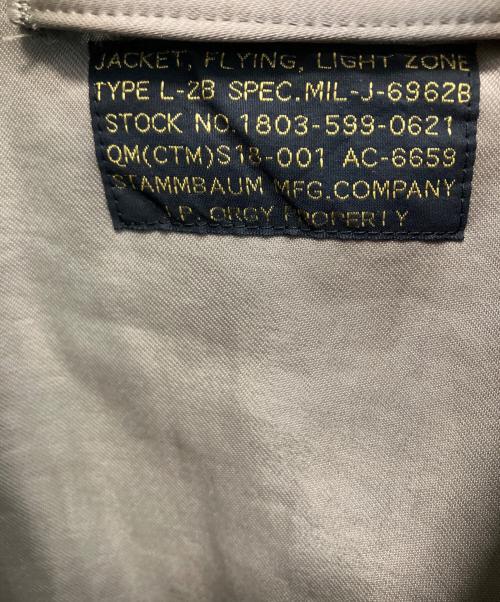 JACKET, FLYING, LIGHT ZONE
TYPE L-2B SPEC.MIL-J-6962B
STOCK NO.1803-599-0621
QM(CTM)S18-001 AC-6659
STAMMBAUM MFG.COMPANY
J.P. ORGY PROPERTY